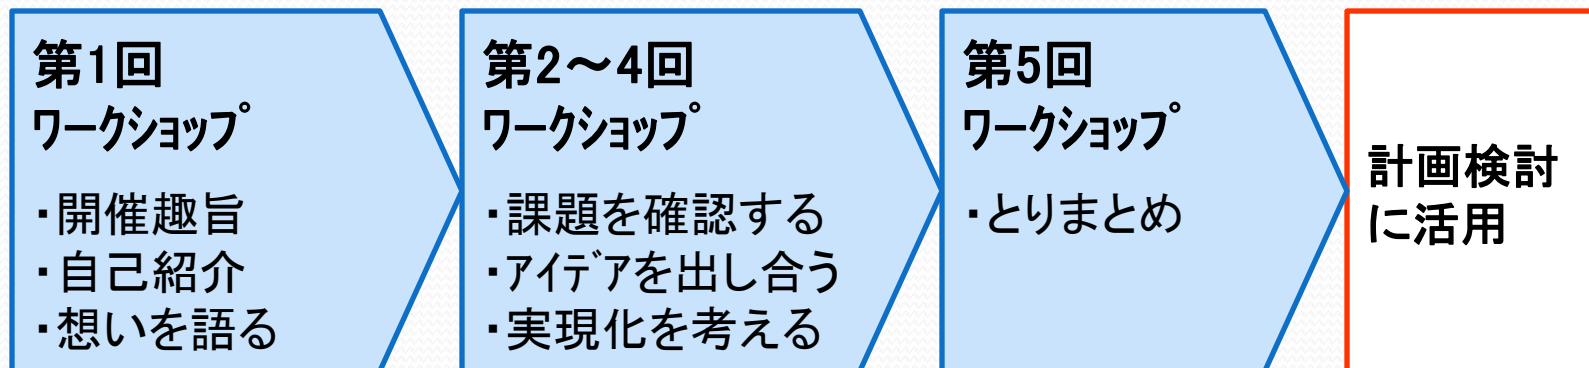 第1回
ﾜｰｸｼｮｯﾌﾟ
･開催趣旨
･自己紹介
･想いを語る
第2～4回
ﾜｰｸｼｮｯﾌﾟ
･課題を確認する
･ｱｲﾃﾞｱを出し合う
･実現化を考える
第5回
ﾜｰｸｼｮｯﾌﾟ
･とりまとめ
計画検討
に活用